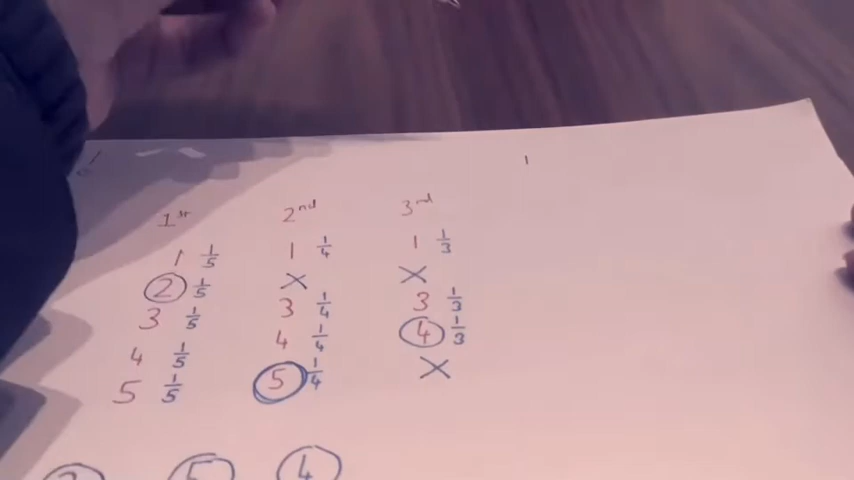 1st 2nd 3rd
1 1/5 1 1/4 1 1/3
2 1/5 X X
3 1/5 3 1/4 3 1/3
4 1/5 4 1/4 4 1/3
5 1/5 5 1/4 X
2 5 4